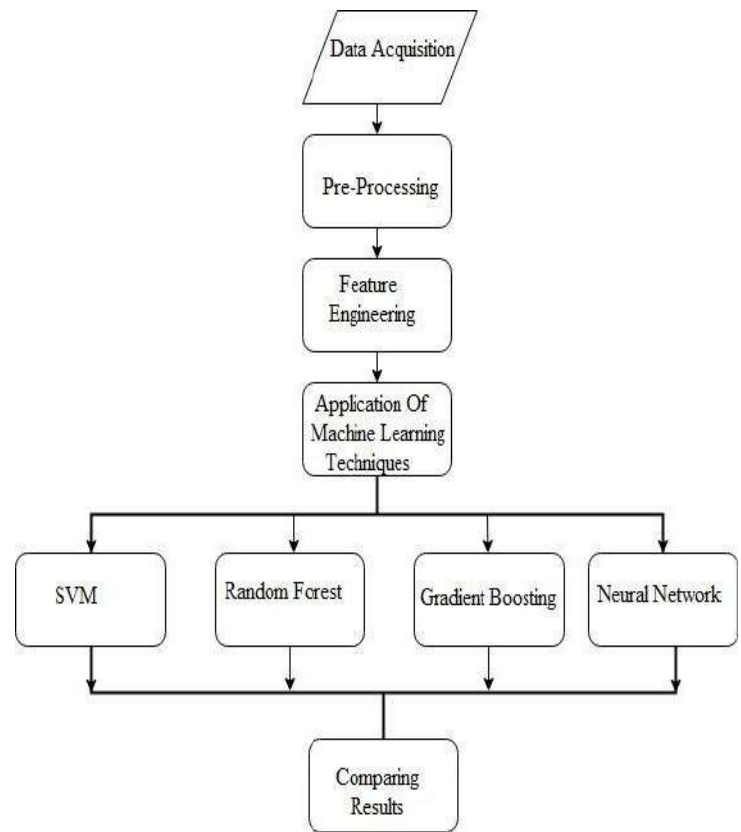 Data Acquisition
Pre-Processing
Feature
Engineering
Application Of
Machine Learning
Techniques
SVM
Random Forest
Gradient Boosting
Neural Network
Comparing
Results